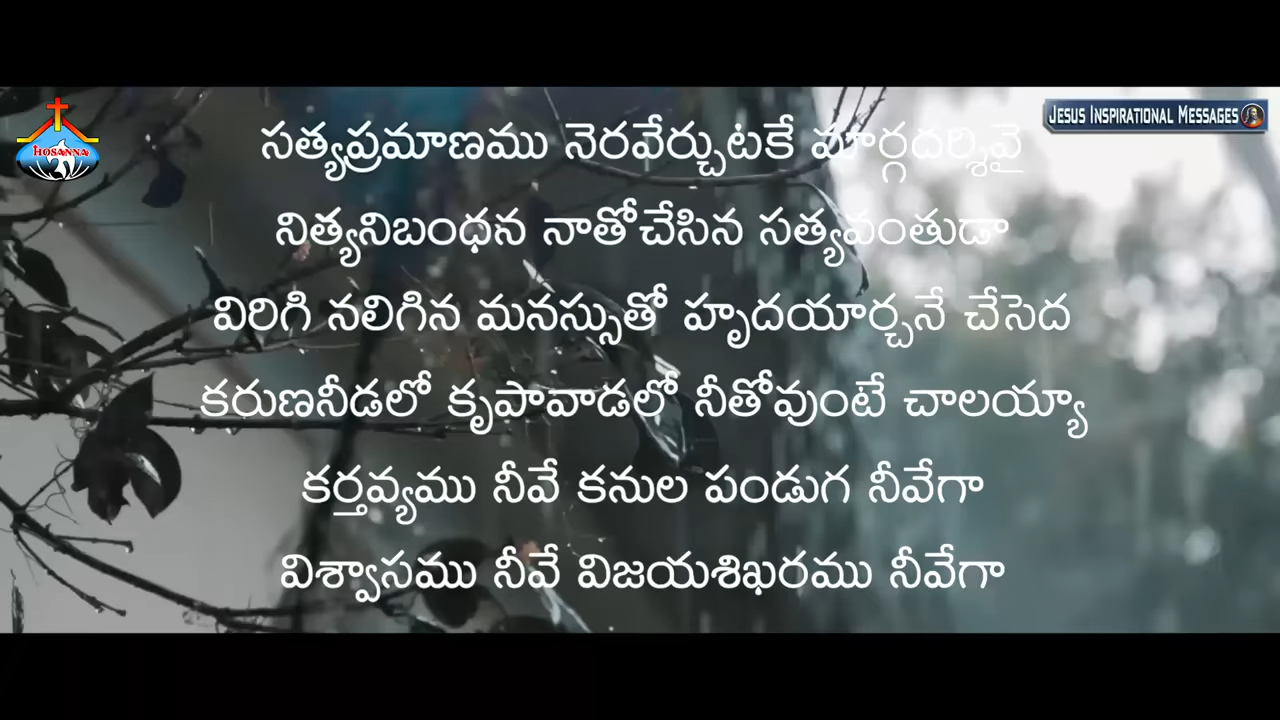 HOSANNA
JESUS INSPIRATIONAL MESSAGES
సత్యప్రమాణము నెరవేర్చుటకే మార్గదర్శివై
నిత్యనిబంధన నాతోచేసిన సత్యవంతుడా
విరిగి నలిగిన మనస్సుతో హృదయార్చనే చేసెద
కరుణనీడలో కృపావాడలో నీతోవుంటే చాలయ్యా
కర్తవ్యము నీవే కనుల పండుగ నీవేగా
విశ్వాసము నీవే విజయశిఖరము నీవేగా